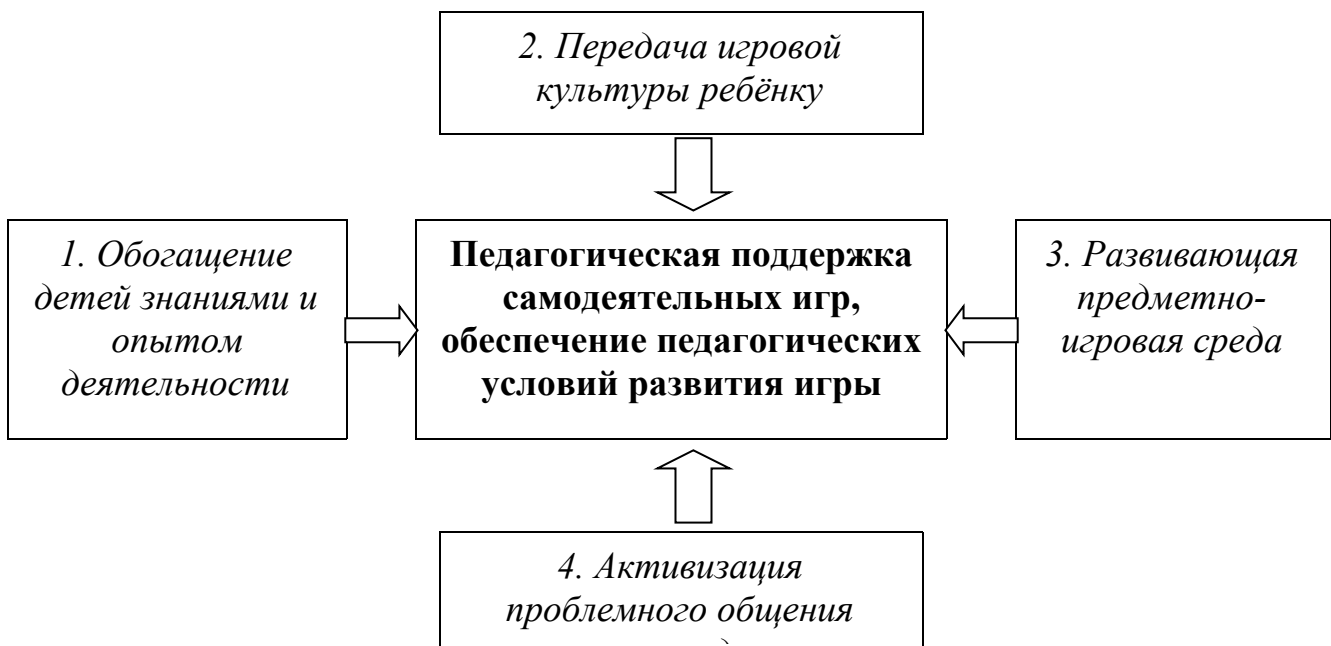 2. Передача игровой
культуры ребёнку
1. Обогащение
детей знаниями и
опытом
деятельности
Педагогическая поддержка
самодеятельных игр,
обеспечение педагогических
условий развития игры
3. Развивающая
предметно-
игровая среда
4. Активизация
проблемного общения